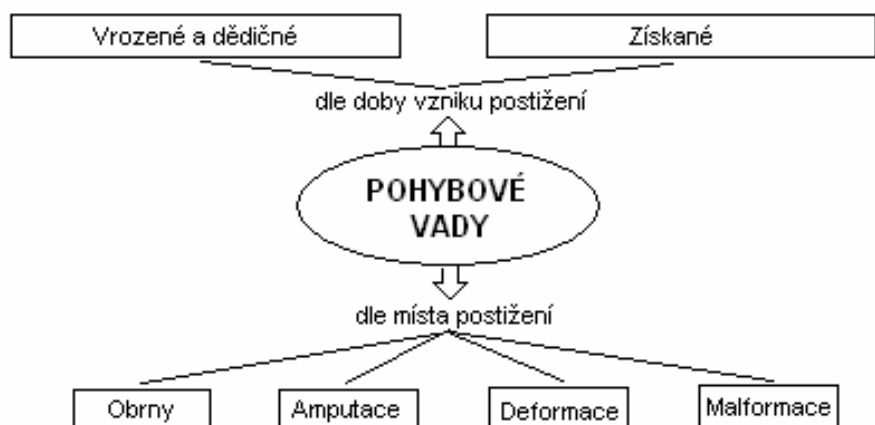 Vrozené a dědičné
Získané
dle doby vzniku postižení
POHYBOVÉ
VADY
dle místa postižení
Obrny
Amputace
Deformace
Malformace